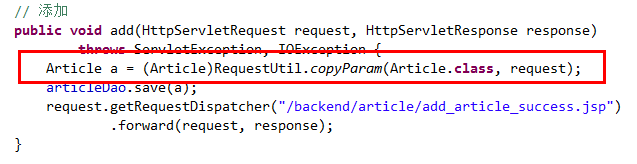 // 添加
public void add(HttpServletRequest request, HttpServletResponse response)
throws ServletException, IOException {
Article a = (Article)RequestUtil.copyParam(Article.class, request);
articleDao.save(a);
request.getRequestDispatcher("/backend/article/add_article_success.jsp")
.forward(request, response);
}